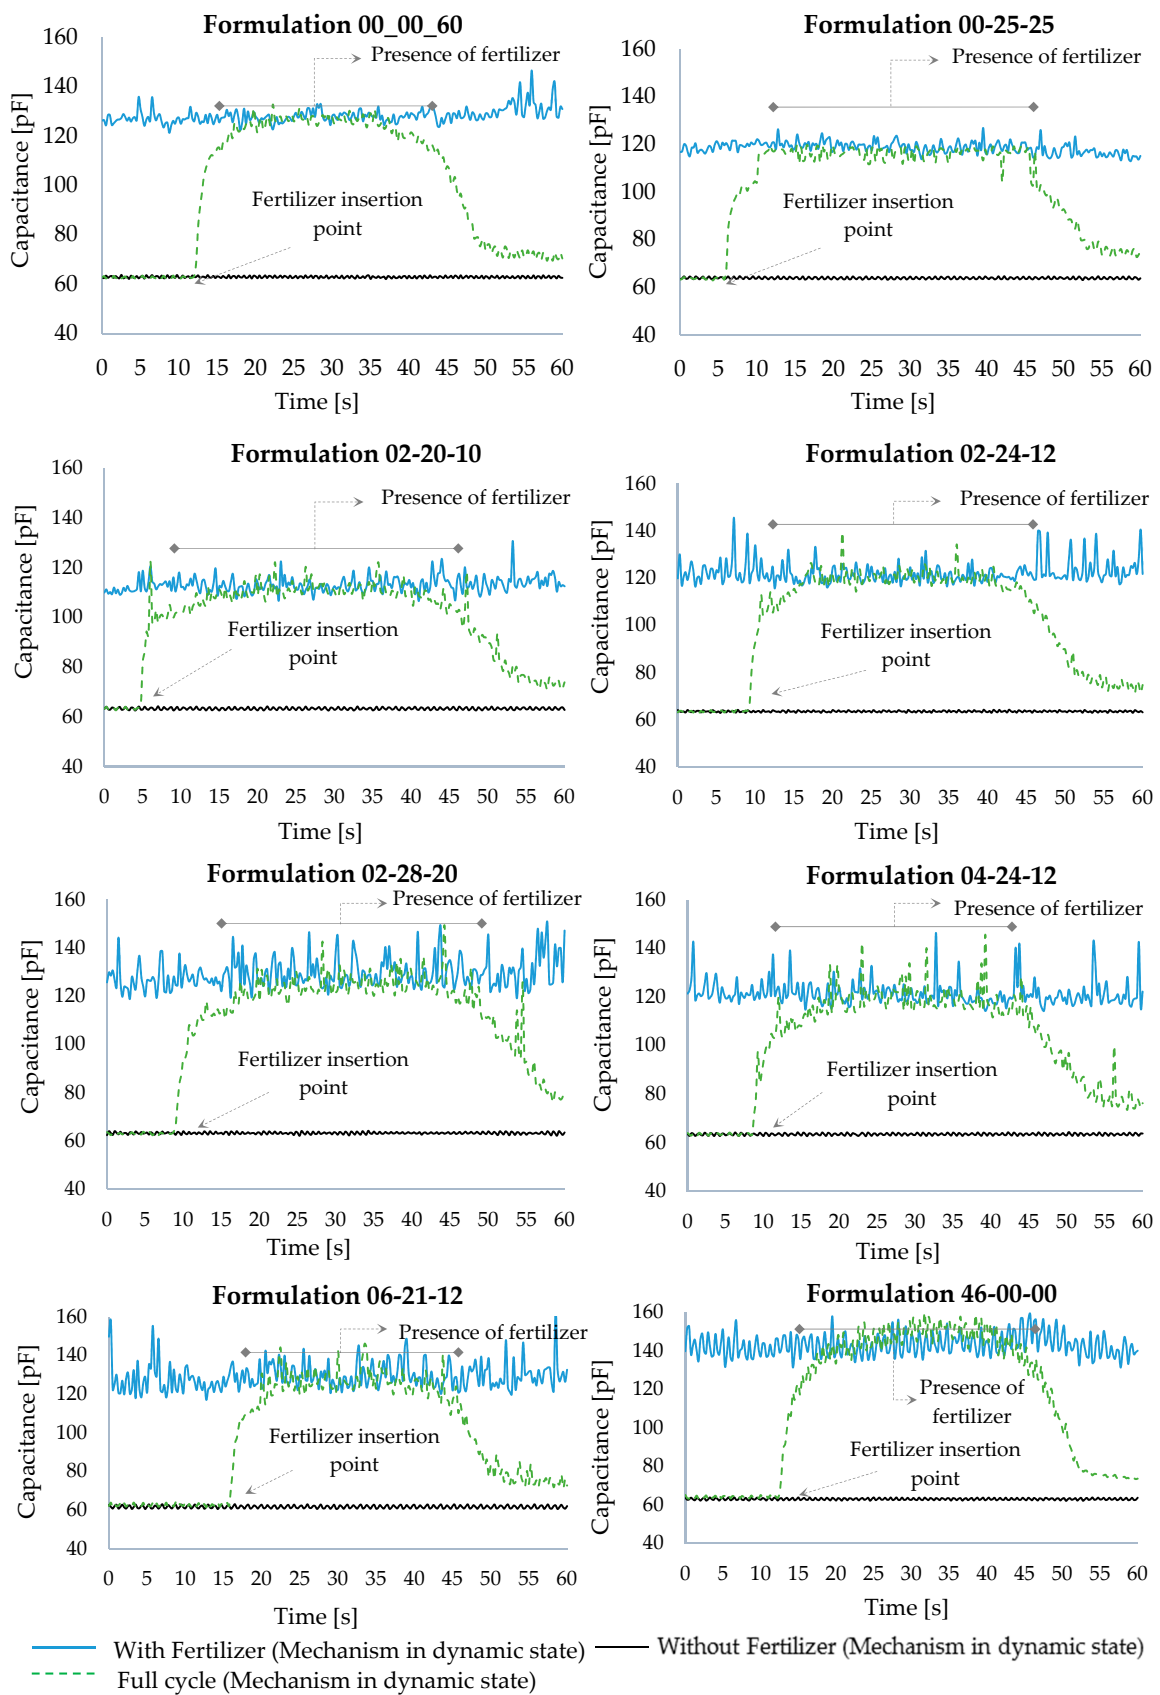 Formulation 00_00_60
Capacitance [pF]
160
140
120
100
80
60
40
Presence of fertilizer
Fertilizer insertion
point
0 5 10 15 20 25 30 35 40 45 50 55 60
Time [s]
Formulation 00-25-25
Capacitance [pF]
160
140
120
100
80
60
40
Presence of fertilizer
Fertilizer insertion
point
0 5 10 15 20 25 30 35 40 45 50 55 60
Time [s]
Formulation 02-20-10
Capacitance [pF]
160
140
120
100
80
60
40
Presence of fertilizer
Fertilizer insertion
point
0 5 10 15 20 25 30 35 40 45 50 55 60
Time [s]
Formulation 02-24-12
Capacitance [pF]
160
140
120
100
80
60
40
Presence of fertilizer
Fertilizer insertion
point
0 5 10 15 20 25 30 35 40 45 50 55 60
Time [s]
Formulation 02-28-20
Capacitance [pF]
160
140
120
100
80
60
40
Presence of fertilizer
Fertilizer insertion
point
0 5 10 15 20 25 30 35 40 45 50 55 60
Time [s]
Formulation 04-24-12
Capacitance [pF]
160
140
120
100
80
60
40
Presence of fertilizer
Fertilizer insertion
point
0 5 10 15 20 25 30 35 40 45 50 55 60
Time [s]
Formulation 06-21-12
Capacitance [pF]
160
140
120
100
80
60
40
Presence of fertilizer
Fertilizer insertion
point
0 5 10 15 20 25 30 35 40 45 50 55 60
Time [s]
Formulation 46-00-00
Capacitance [pF]
160
140
120
100
80
60
40
Presence of
fertilizer
Fertilizer insertion
point
0 5 10 15 20 25 30 35 40 45 50 55 60
Time [s]
With Fertilizer (Mechanism in dynamic state)
Without Fertilizer (Mechanism in dynamic state)
Full cycle (Mechanism in dynamic state)